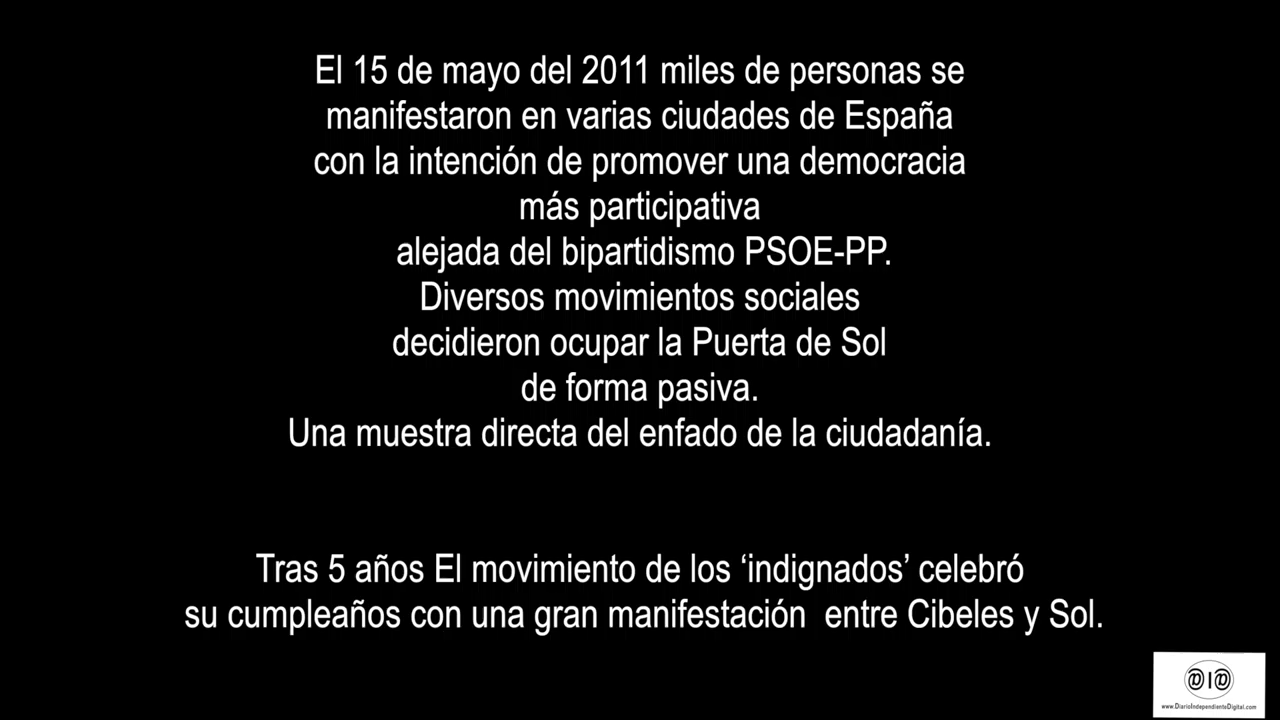 El 15 de mayo del 2011 miles de personas se
manifestaron en varias ciudades de España
con la intención de promover una democracia
más participativa
alejada del bipartidismo PSOE-PP.
Diversos movimientos sociales
decidieron ocupar la Puerta de Sol
de forma pasiva.
Una muestra directa del enfado de la ciudadanía.
Tras 5 años El movimiento de los ‘indignados’ celebró
su cumpleaños con una gran manifestación  entre Cibeles y Sol.
@I@
www.DiarioIndependienteDigital.com